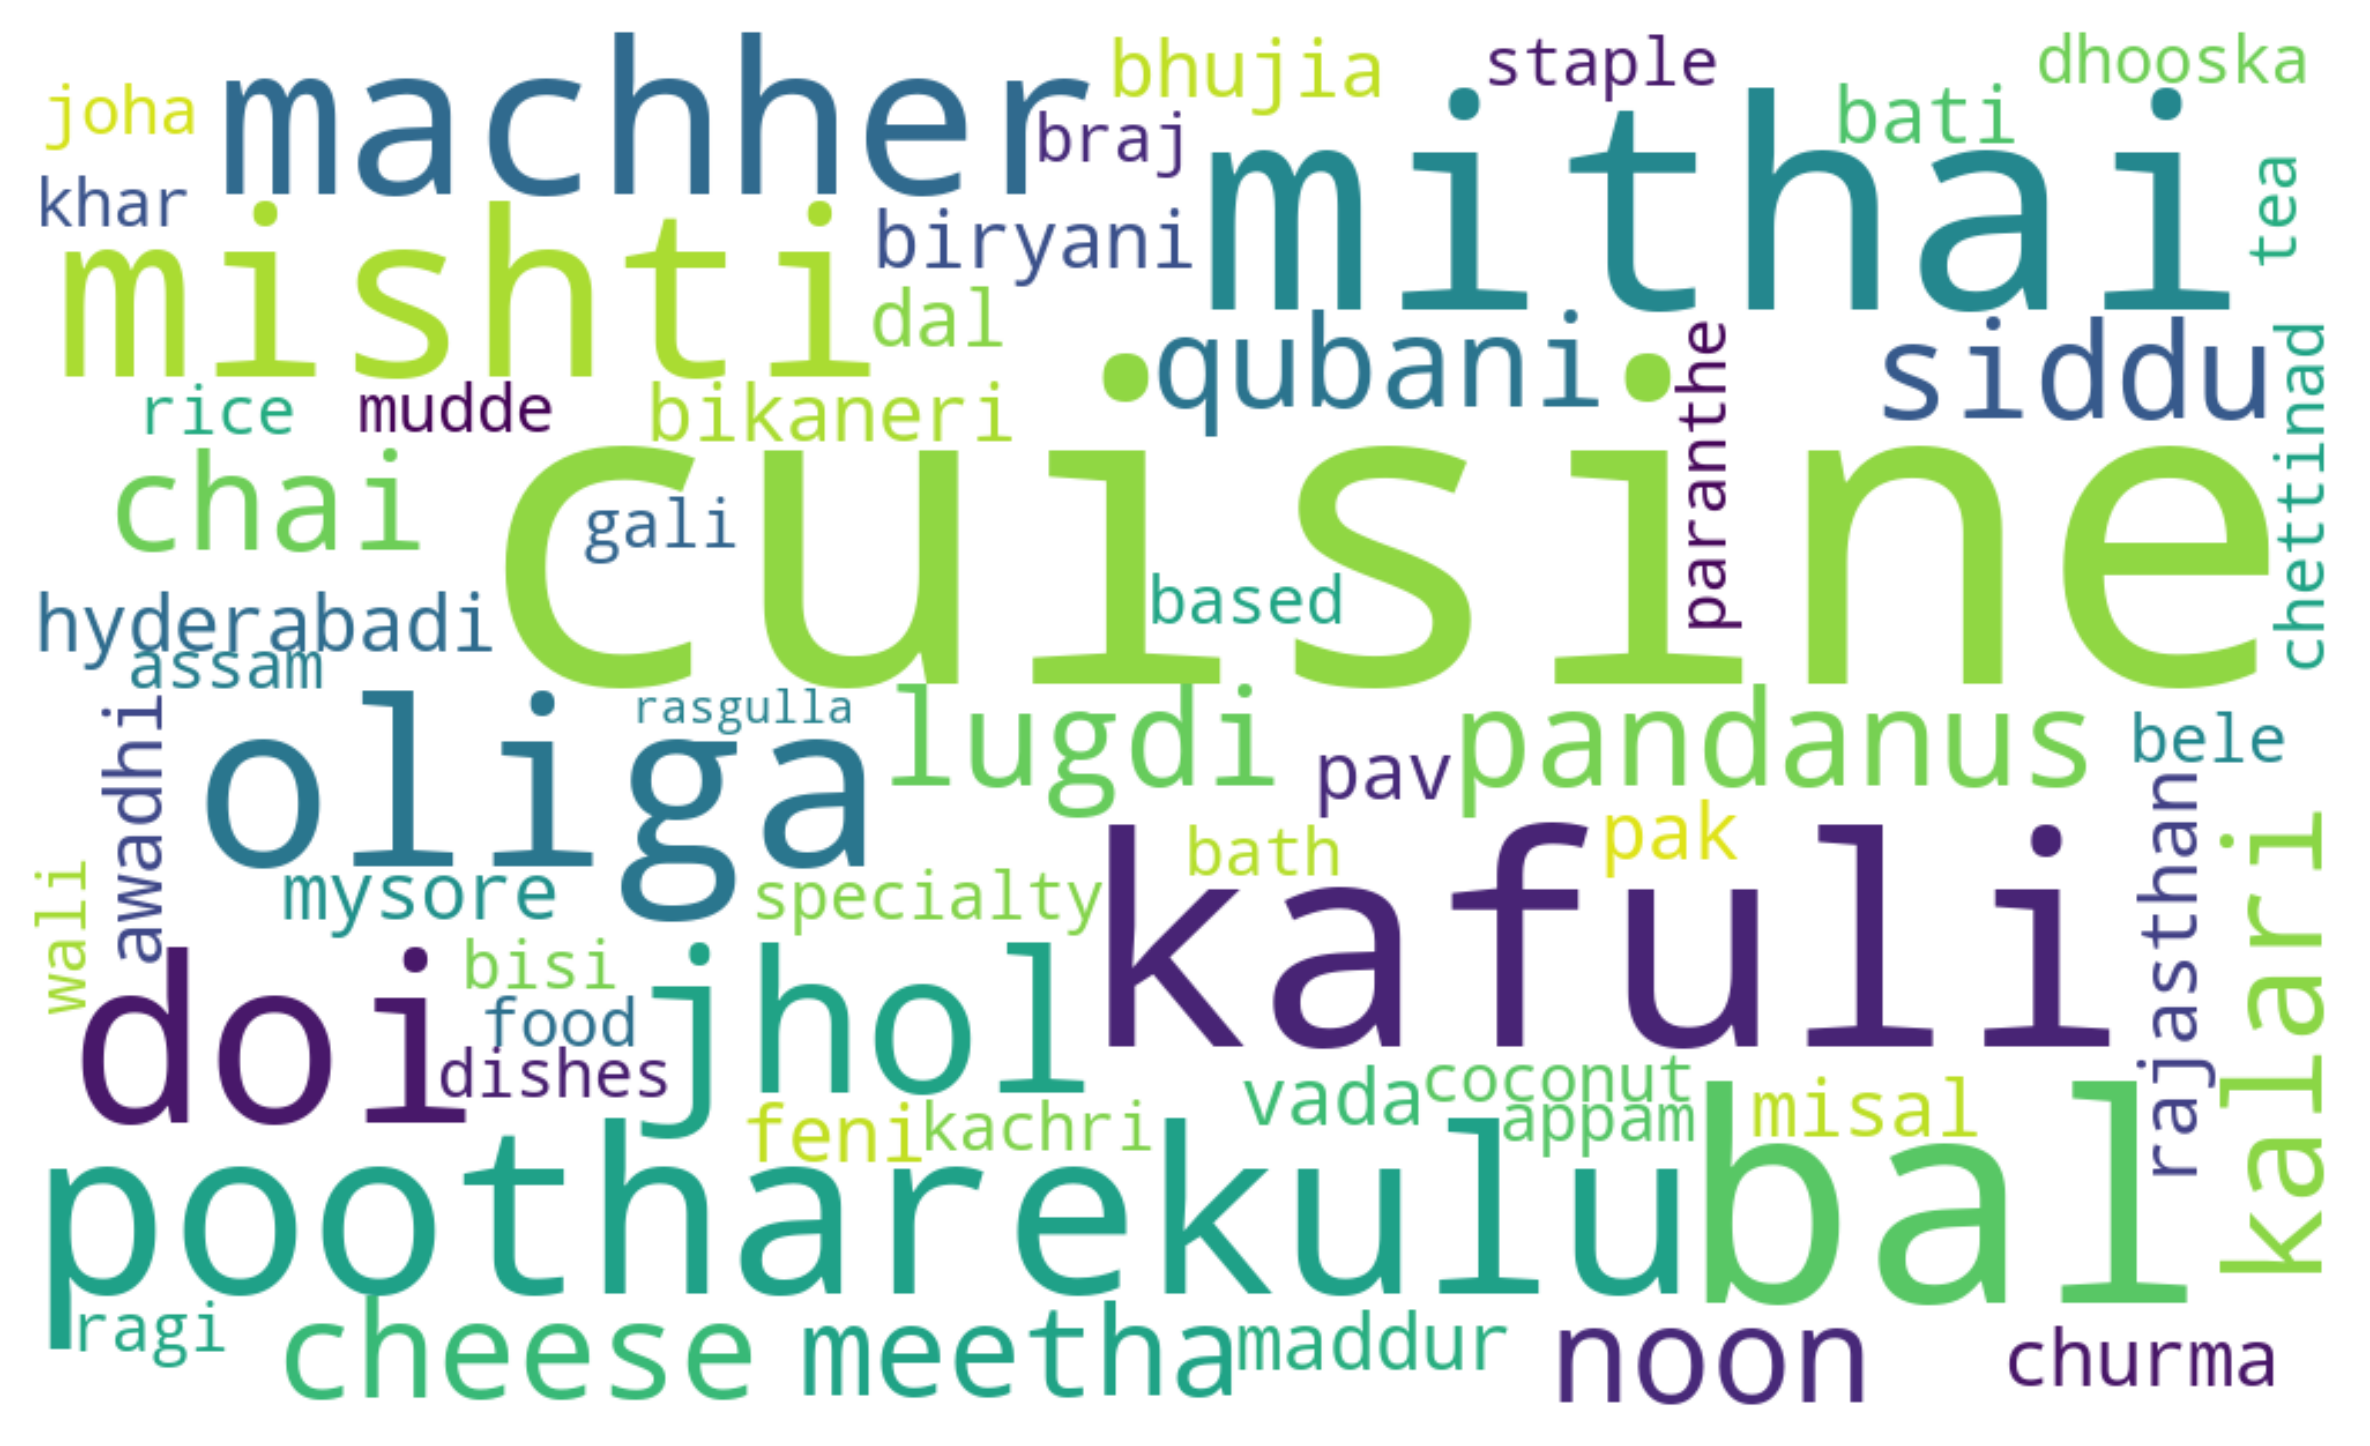 machher
bhujia
staple
dhooska
joha
braj
mithai
bati
khar
mishti
biryani
tea
dal
qubani
paranthe
siddu
chettinad
rice
mudde
bikaneri
chai
cuisine
gali
based
hyderabadi
assam
awadhi
oliga
rasgulla
lugdi
pav
pandanus
bele
rajasthan
wali
mysore
specialty
bath
pak
kafuli
kalari
doi
bisi
food
dishes
jhol
vada
coconut
appam
misal
feni
kachri
pootharekulu
bal
ragi
cheese
meetha
maddur
noon
churma